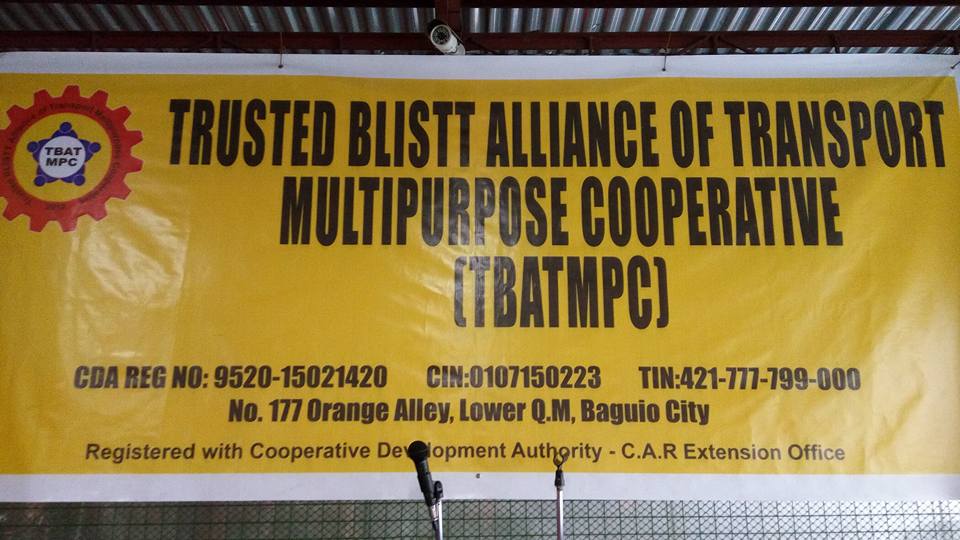 TRUSTED BLISTT ALLIANCE OF TRANSPORT
MULTIPURPOSE COOPERATIVE
(TBATMPC)
TBAT
MPC
CDA REG NO: 9520-15021420 CIN:0107150223 TIN:421-777-799-000
No. 177 Orange Alley, Lower Q.M, Baguio City
Registered with Cooperative Development Authority - C.A.R Extension Office